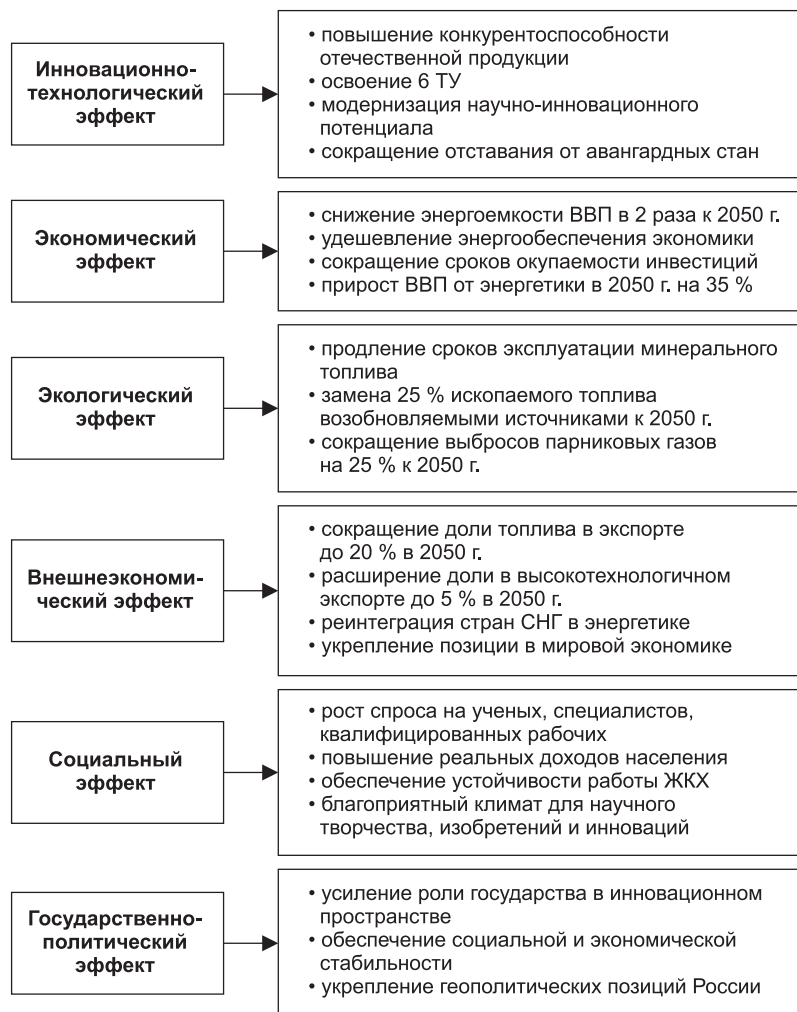 Инновационно-
технологический
эффект
• повышение конкурентоспособности
отечественной продукции
• освоение 6 ТУ
• модернизация научно-инновационного
потенциала
• сокращение отставания от авангардных стан
Экономический
эффект
• снижение энергоемкости ВВП в 2 раза к 2050 г.
• удешевление энергообеспечения экономики
• сокращение сроков окупаемости инвестиций
• прирост ВВП от энергетики в 2050 г. на 35 %
Экологический
эффект
• продление сроков эксплуатации минерального
топлива
• замена 25 % ископаемого топлива
возобновляемыми источниками к 2050 г.
• сокращение выбросов парниковых газов
на 25 % к 2050 г.
Внешнеэкономи-
ческий эффект
• сокращение доли топлива в экспорте
до 20 % в 2050 г.
• расширение доли в высокотехнологичном
экспорте до 5 % в 2050 г.
• реинтеграция стран СНГ в энергетике
• укрепление позиции в мировой экономике
Социальный
эффект
• рост спроса на ученых, специалистов,
квалифицированных рабочих
• повышение реальных доходов населения
• обеспечение устойчивости работы ЖКХ
• благоприятный климат для научного
творчества, изобретений и инноваций
Государственно-
политический
эффект
• усиление роли государства в инновационном
пространстве
• обеспечение социальной и экономической
стабильности
• укрепление геополитических позиций России